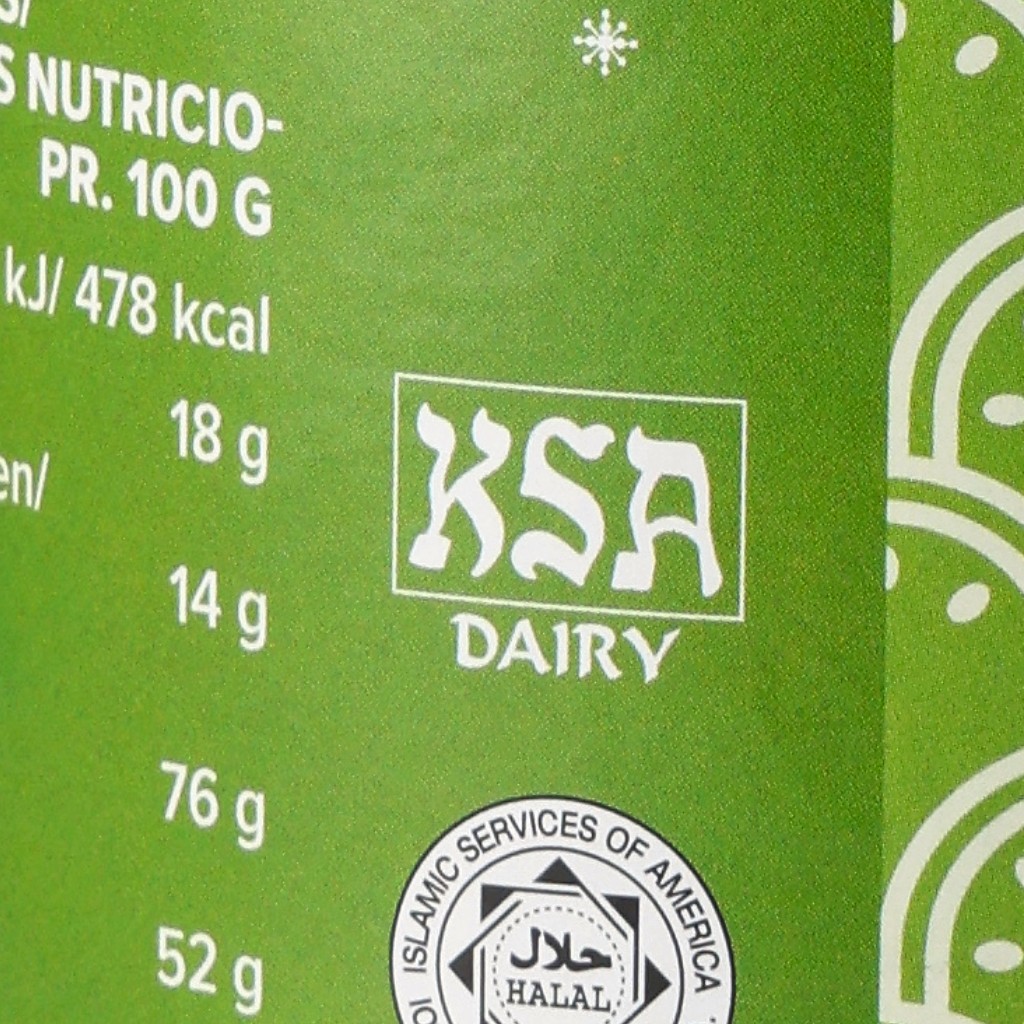 S NUTRICIO-
PR. 100 G
kJ/ 478 kcal
18 g
en/
14 g
76 g
52 g
KSA
DAIRY
ISLAMIC SERVICES OF AMERICA
حلال
HALAL